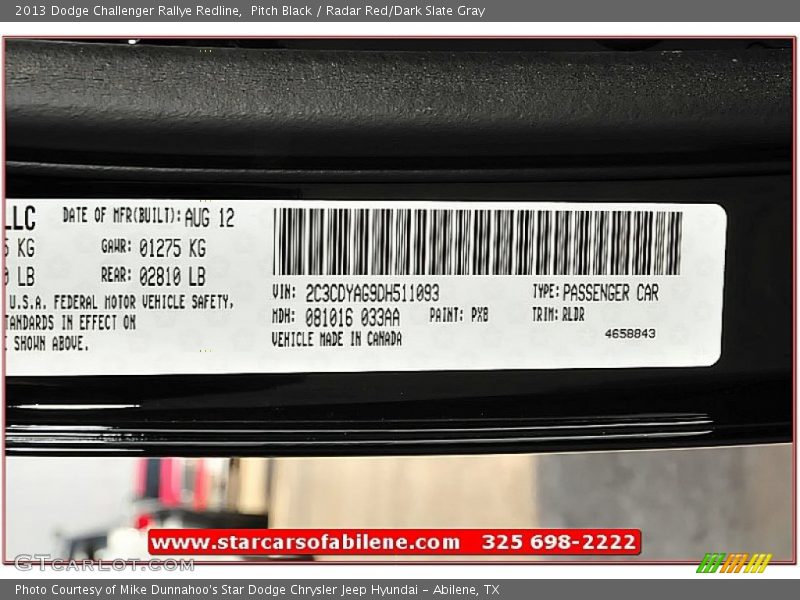 2013 Dodge Challenger Rallye Redline, Pitch Black / Radar Red/Dark Slate Gray
LLC DATE OF MFR(BUILT): AUG 12
KG GAWR: 01275 KG
LB REAR: 02810 LB
U.S.A. FEDERAL MOTOR VEHICLE SAFETY,
TANDARDS IN EFFECT ON
SHOWN ABOVE.
VIN: 2C3CDYAG9DH511093 TYPE: PASSENGER CAR
MDH: 081016 033AA PAINT: PX8 TRIM: RLDR
VEHICLE MADE IN CANADA 4658843
www.starcarsofabilene.com 325 698-2222
GTCARLOT.COM
Photo Courtesy of Mike Dunnahoo's Star Dodge Chrysler Jeep Hyundai - Abilene, TX